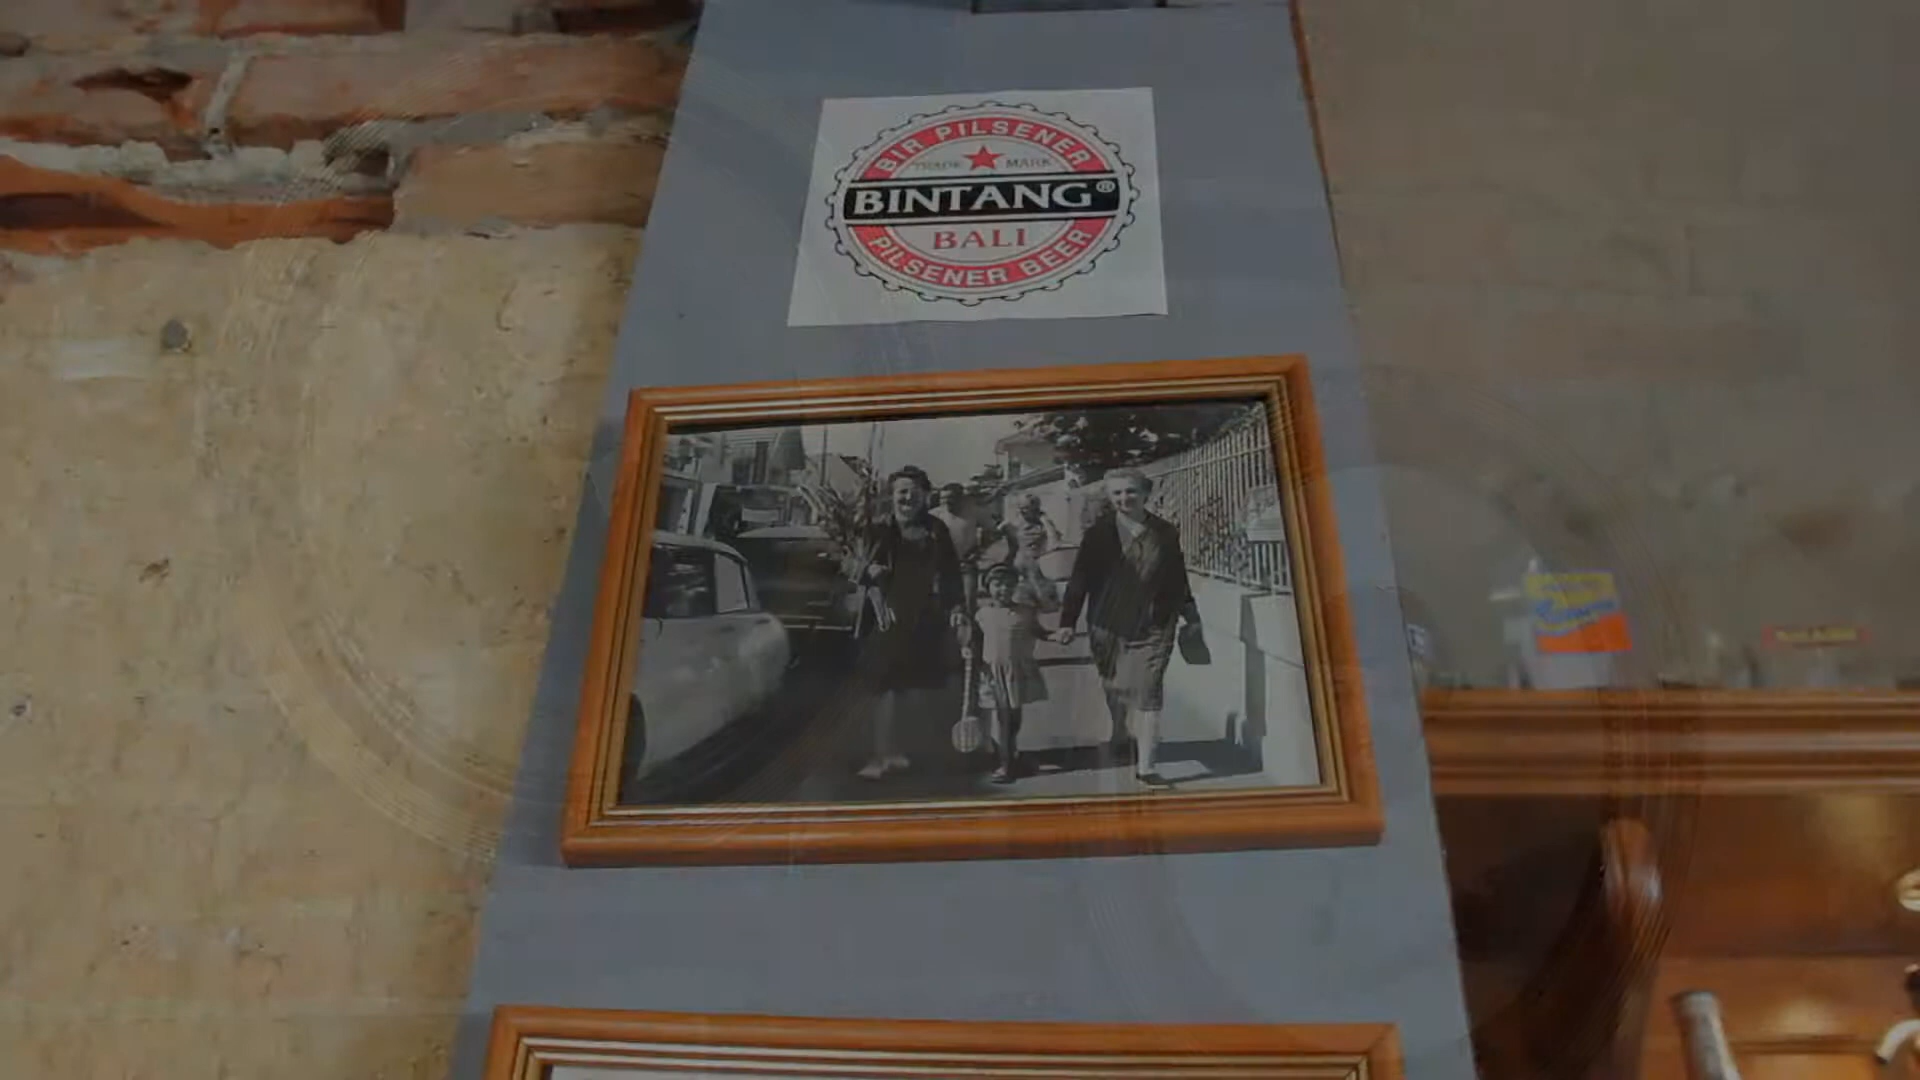 BIR PILSENER
TRADE MARK
BINTANG®
BALI
PILSENER BEER